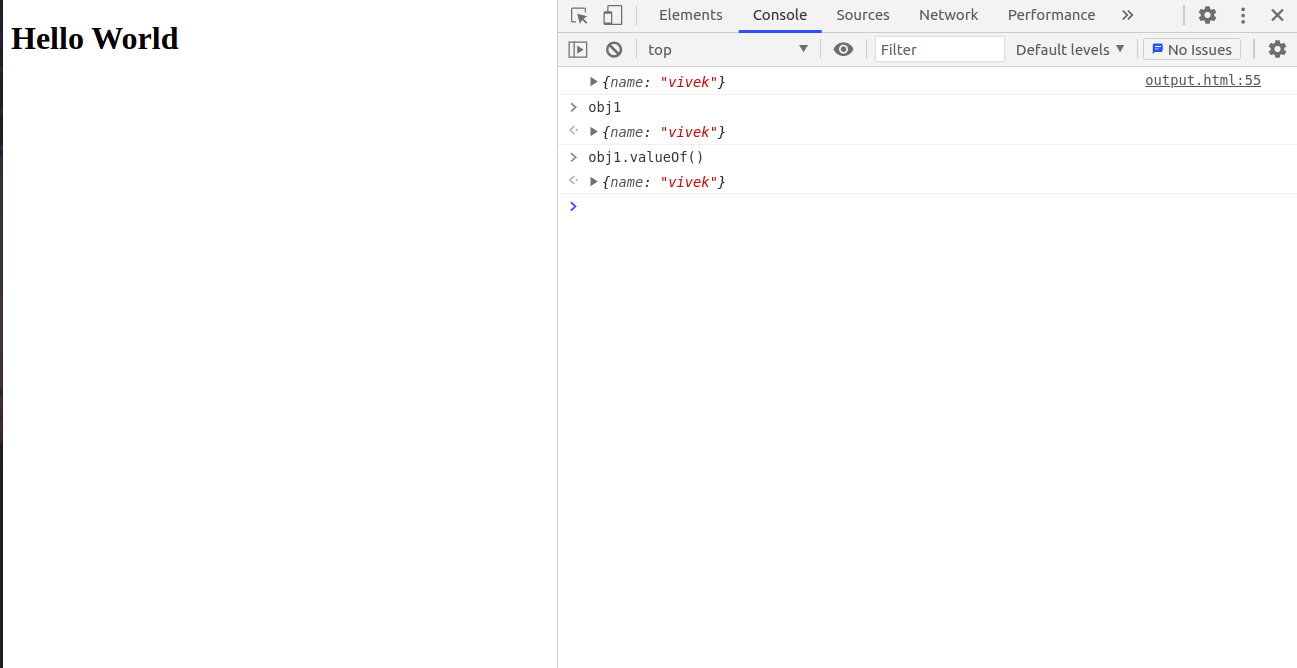 Hello World
Elements Console Sources Network Performance
top Filter Default levels No Issues
{name: "vivek"} output.html:55
obj1
{name: "vivek"}
obj1.valueOf()
{name: "vivek"}